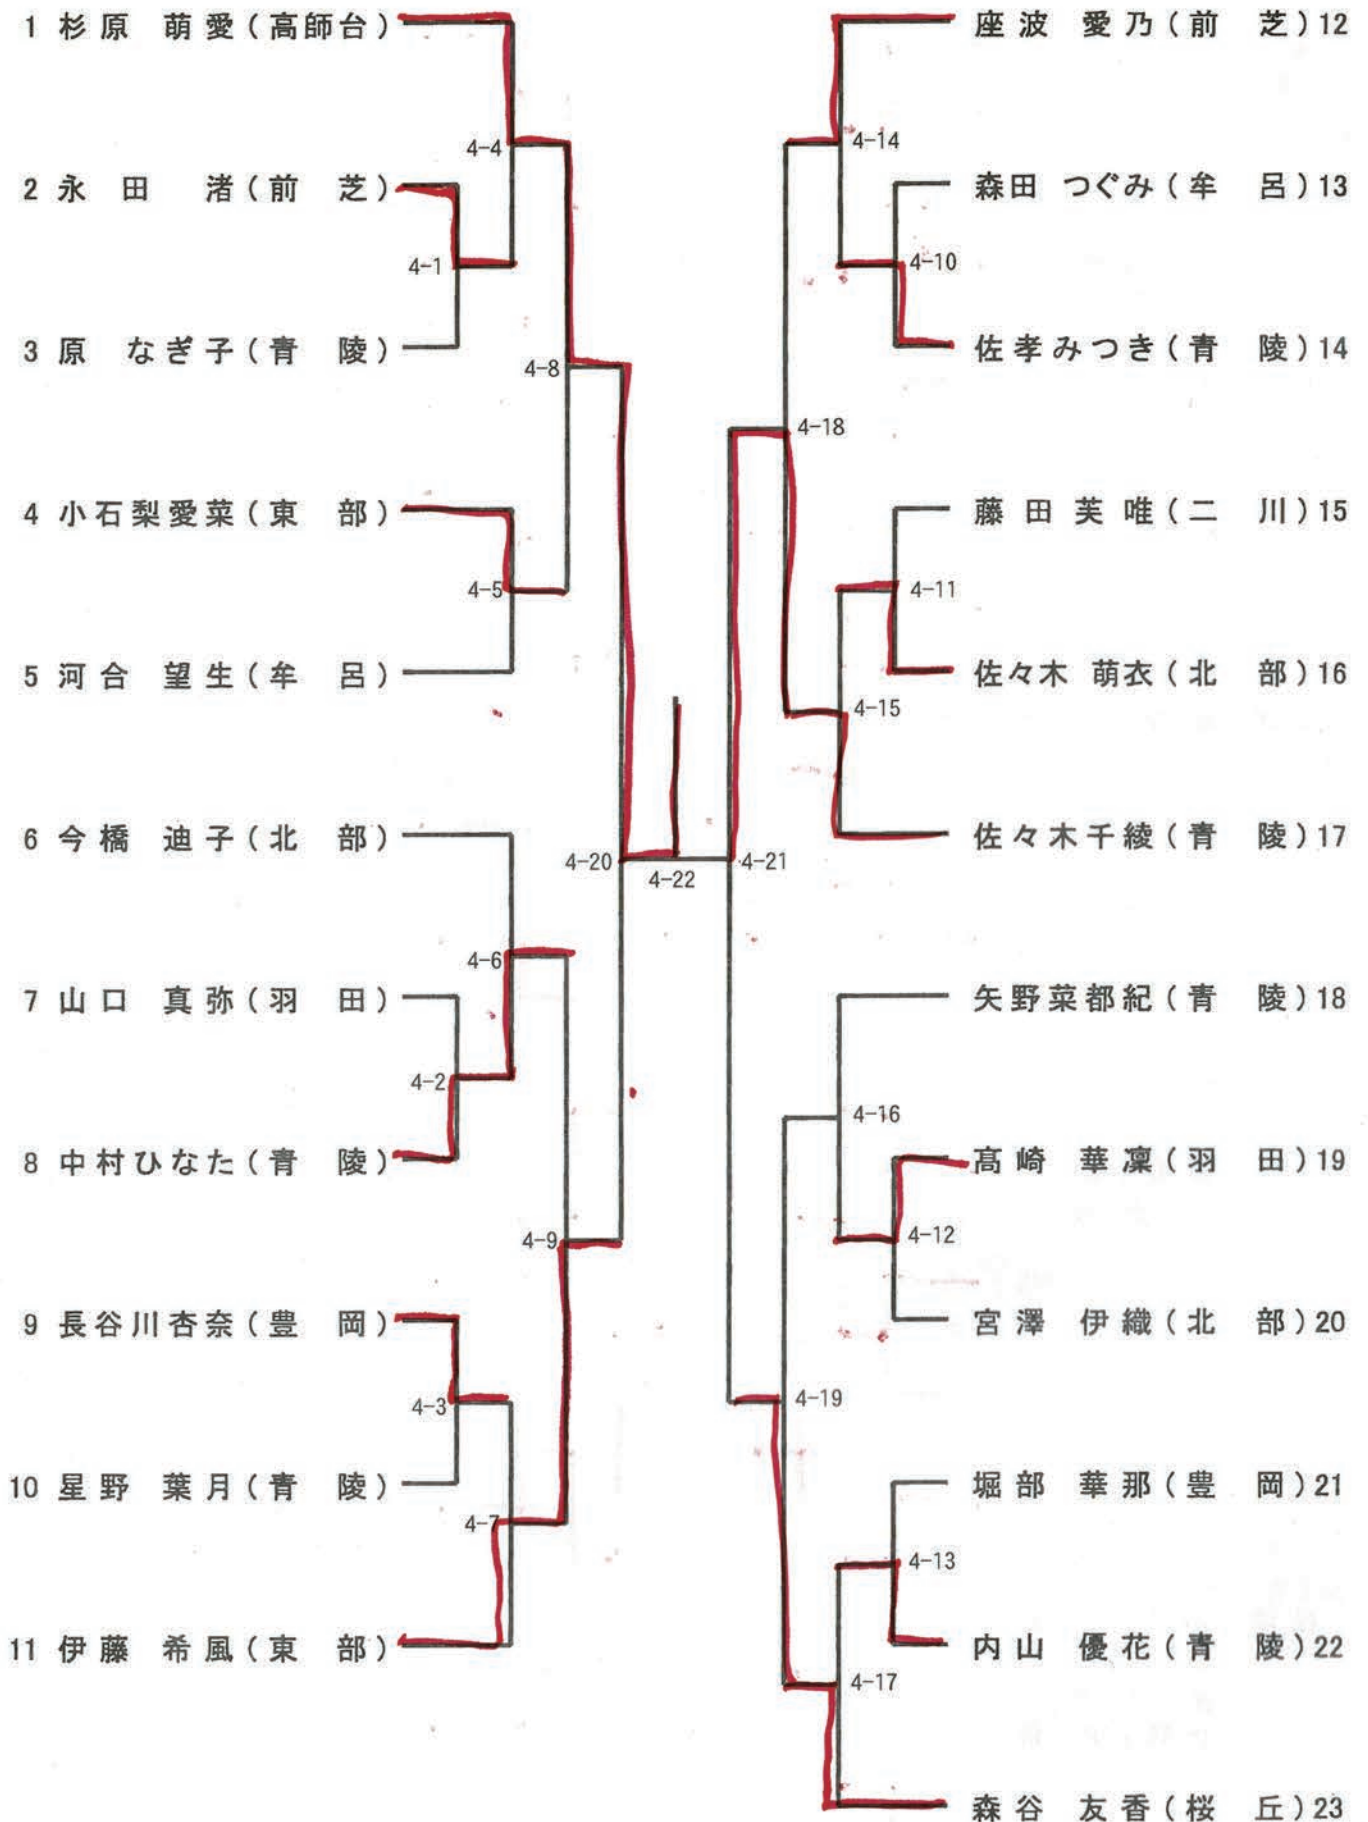 1 杉原 萌愛(高師台)
2 永田 渚(前 芝)
3 原 なぎ子(青 陵)
4 小石梨愛菜(東 部)
5 河合 望生(牟 呂)
6 今橋 迪子(北 部)
7 山口 真弥(羽 田)
8 中村ひなた(青 陵)
9 長谷川杏奈(豊 岡)
10 星野 葉月(青 陵)
11 伊藤 希風(東 部)
4-4
4-1
4-8
4-5
4-20
4-6
4-2
4-9
4-3
4-7
4-22
4-21
4-14
4-10
4-18
4-11
4-15
4-16
4-12
4-19
4-13
4-17
座波 愛乃(前 芝)12
森田 つぐみ(牟 呂)13
佐孝みつき(青 陵)14
藤田芙唯(二 川)15
佐々木 萌衣(北 部)16
佐々木千綾(青 陵)17
矢野菜都紀(青 陵)18
髙崎 華凜(羽 田)19
宮澤 伊織(北 部)20
堀部 華那(豊 岡)21
内山 優花(青 陵)22
森谷 友香(桜 丘)23